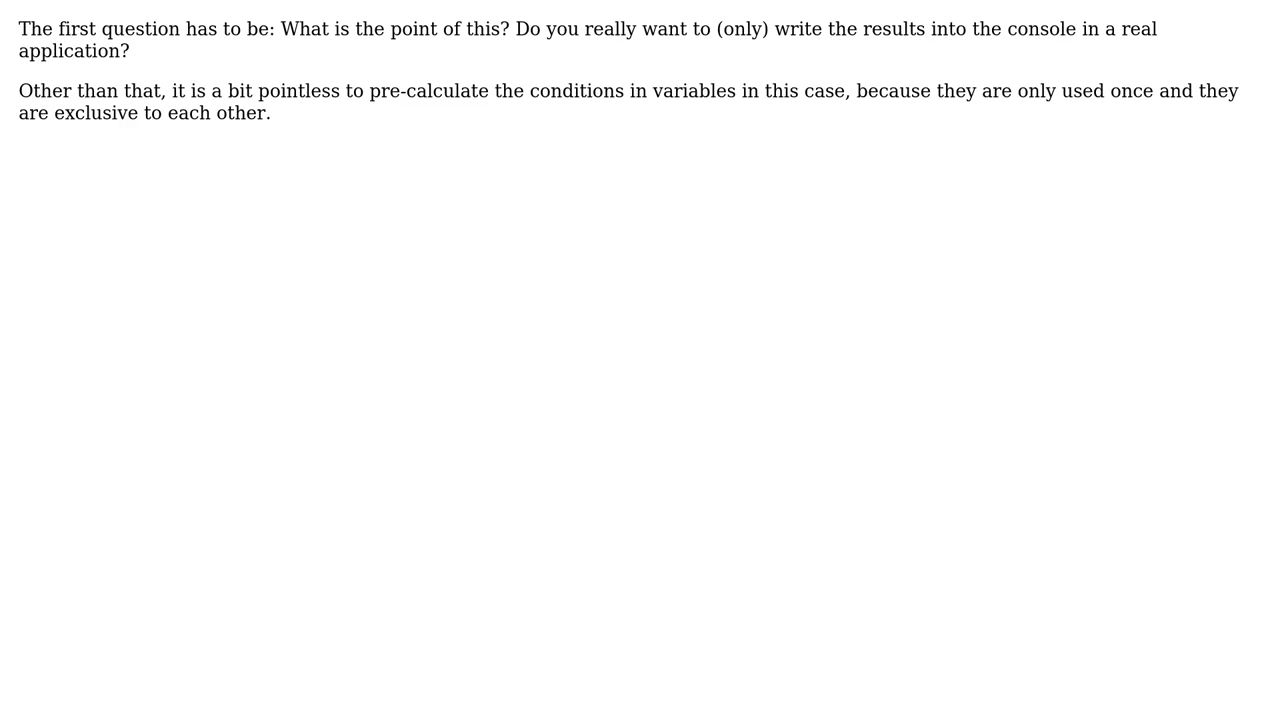 The first question has to be: What is the point of this? Do you really want to (only) write the results into the console in a real
application?
Other than that, it is a bit pointless to pre-calculate the conditions in variables in this case, because they are only used once and they
are exclusive to each other.